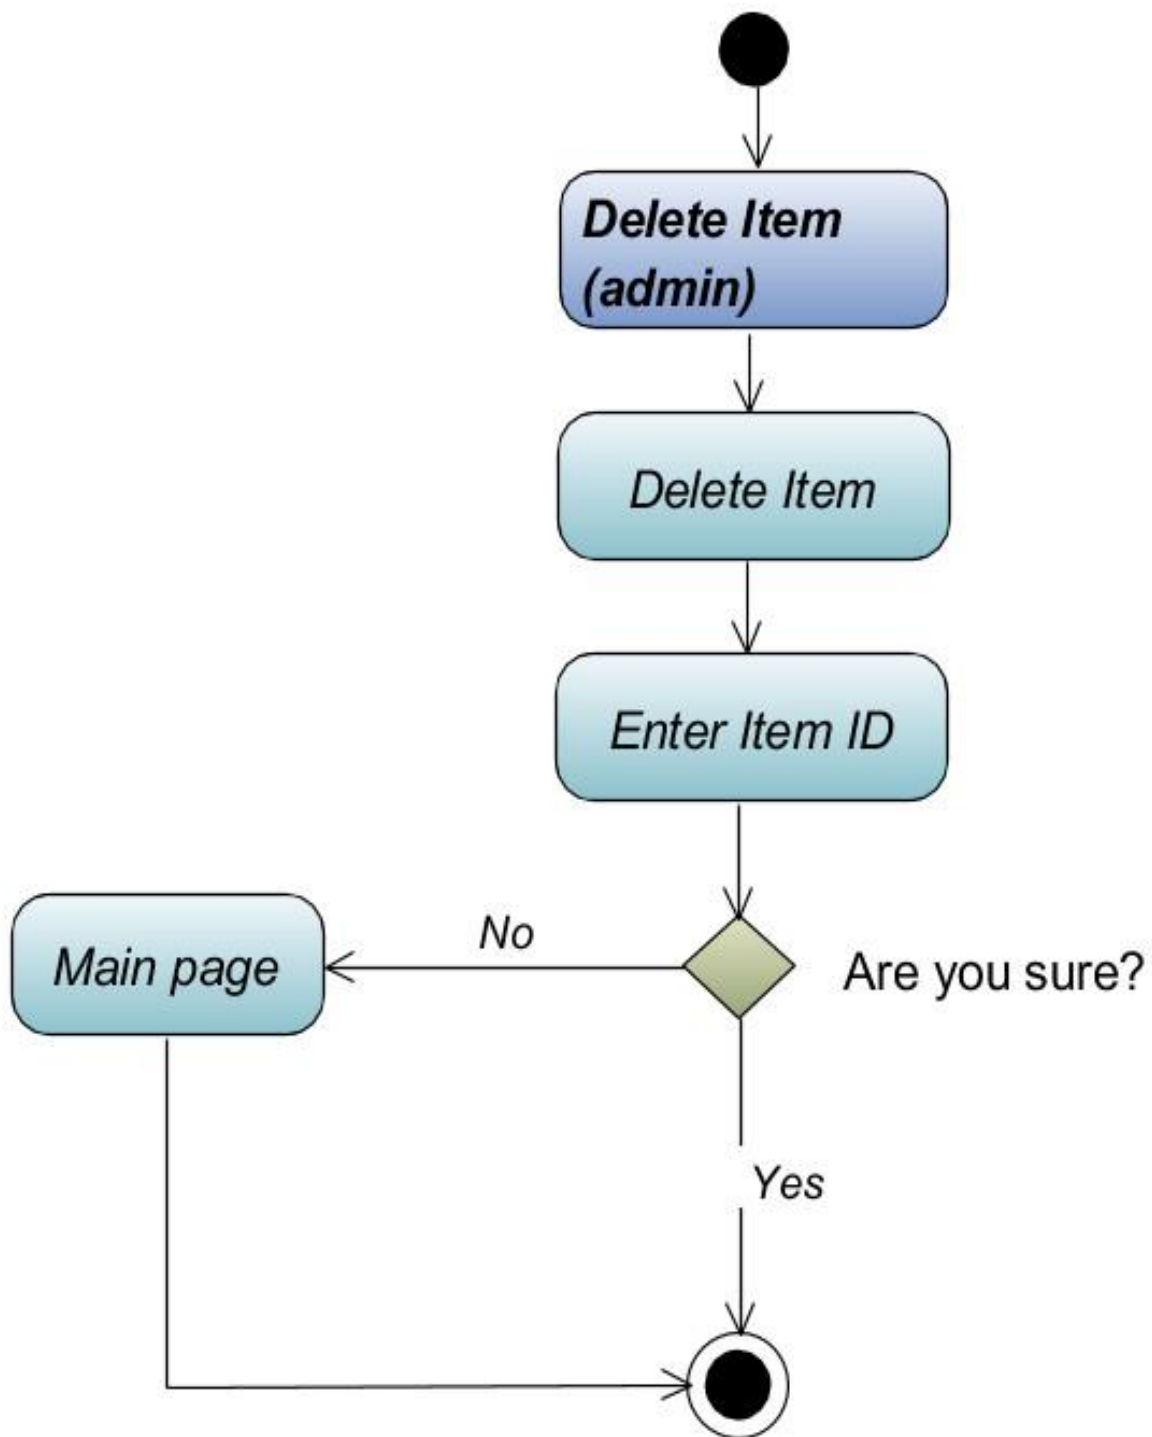 Delete Item
(admin)
Delete Item
Enter Item ID
No
Main page
Are you sure?
Yes